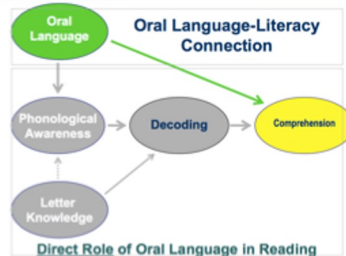 Oral
Language
Oral Language-Literacy
Connection
Phonological
Awareness
Decoding
Comprehension
Letter
Knowledge
Direct Role of Oral Language in Reading